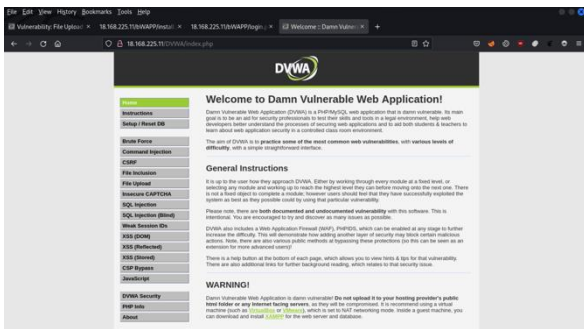 File Edit View History Bookmarks Tools Help
Vulnerability: File Upload × 18.168.225.11/bWAPP/install × 18.168.225.11/bWAPP/login.p × Welcome :: Damn Vulner × +
18.168.225.11/DVWA/index.php
DVWA
Home
Instructions
Setup / Reset DB
Brute Force
Command Injection
CSRF
File Inclusion
File Upload
Insecure CAPTCHA
SQL Injection
SQL Injection (Blind)
Weak Session IDs
XSS (DOM)
XSS (Reflected)
XSS (Stored)
CSP Bypass
JavaScript
DVWA Security
PHP Info
About
Welcome to Damn Vulnerable Web Application!
Damn Vulnerable Web Application (DVWA) is a PHP/MySQL web application that is damn vulnerable. Its main
goal is to be an aid for security professionals to test their skills and tools in a legal environment, help web
developers better understand the processes of securing web applications and to aid both students & teachers to
learn about web application security in a controlled class room environment.
The aim of DVWA is to practice some of the most common web vulnerabilities, with various levels of
difficulty, with a simple straightforward interface.
General Instructions
It is up to the user how they approach DVWA. Either by working through every module at a fixed level, or
selecting any module and working up to reach the highest level they can before moving onto the next one. There
is not a fixed object to complete a module; however users should feel that they have successfully exploited the
system as best as they possible could by using that particular vulnerability.
Please note, there are both documented and undocumented vulnerability with this software. This is
intentional. You are encouraged to try and discover as many issues as possible.
DVWA also includes a Web Application Firewall (WAF), PHPIDS, which can be enabled at any stage to further
increase the difficulty. This will demonstrate how adding another layer of security may block certain malicious
actions. Note, there are also various public methods at bypassing these protections (so this can be seen as an
extension for more advanced users)!
There is a help button at the bottom of each page, which allows you to view hints & tips for that vulnerability.
There are also additional links for further background reading, which relates to that security issue.
WARNING!
Damn Vulnerable Web Application is damn vulnerable! Do not upload it to your hosting provider's public
html folder or any Internet facing servers, as they will be compromised. It is recommend using a virtual
machine (such as VirtualBox or VMware), which is set to NAT networking mode. Inside a guest machine, you
can download and install XAMPP for the web server and database.